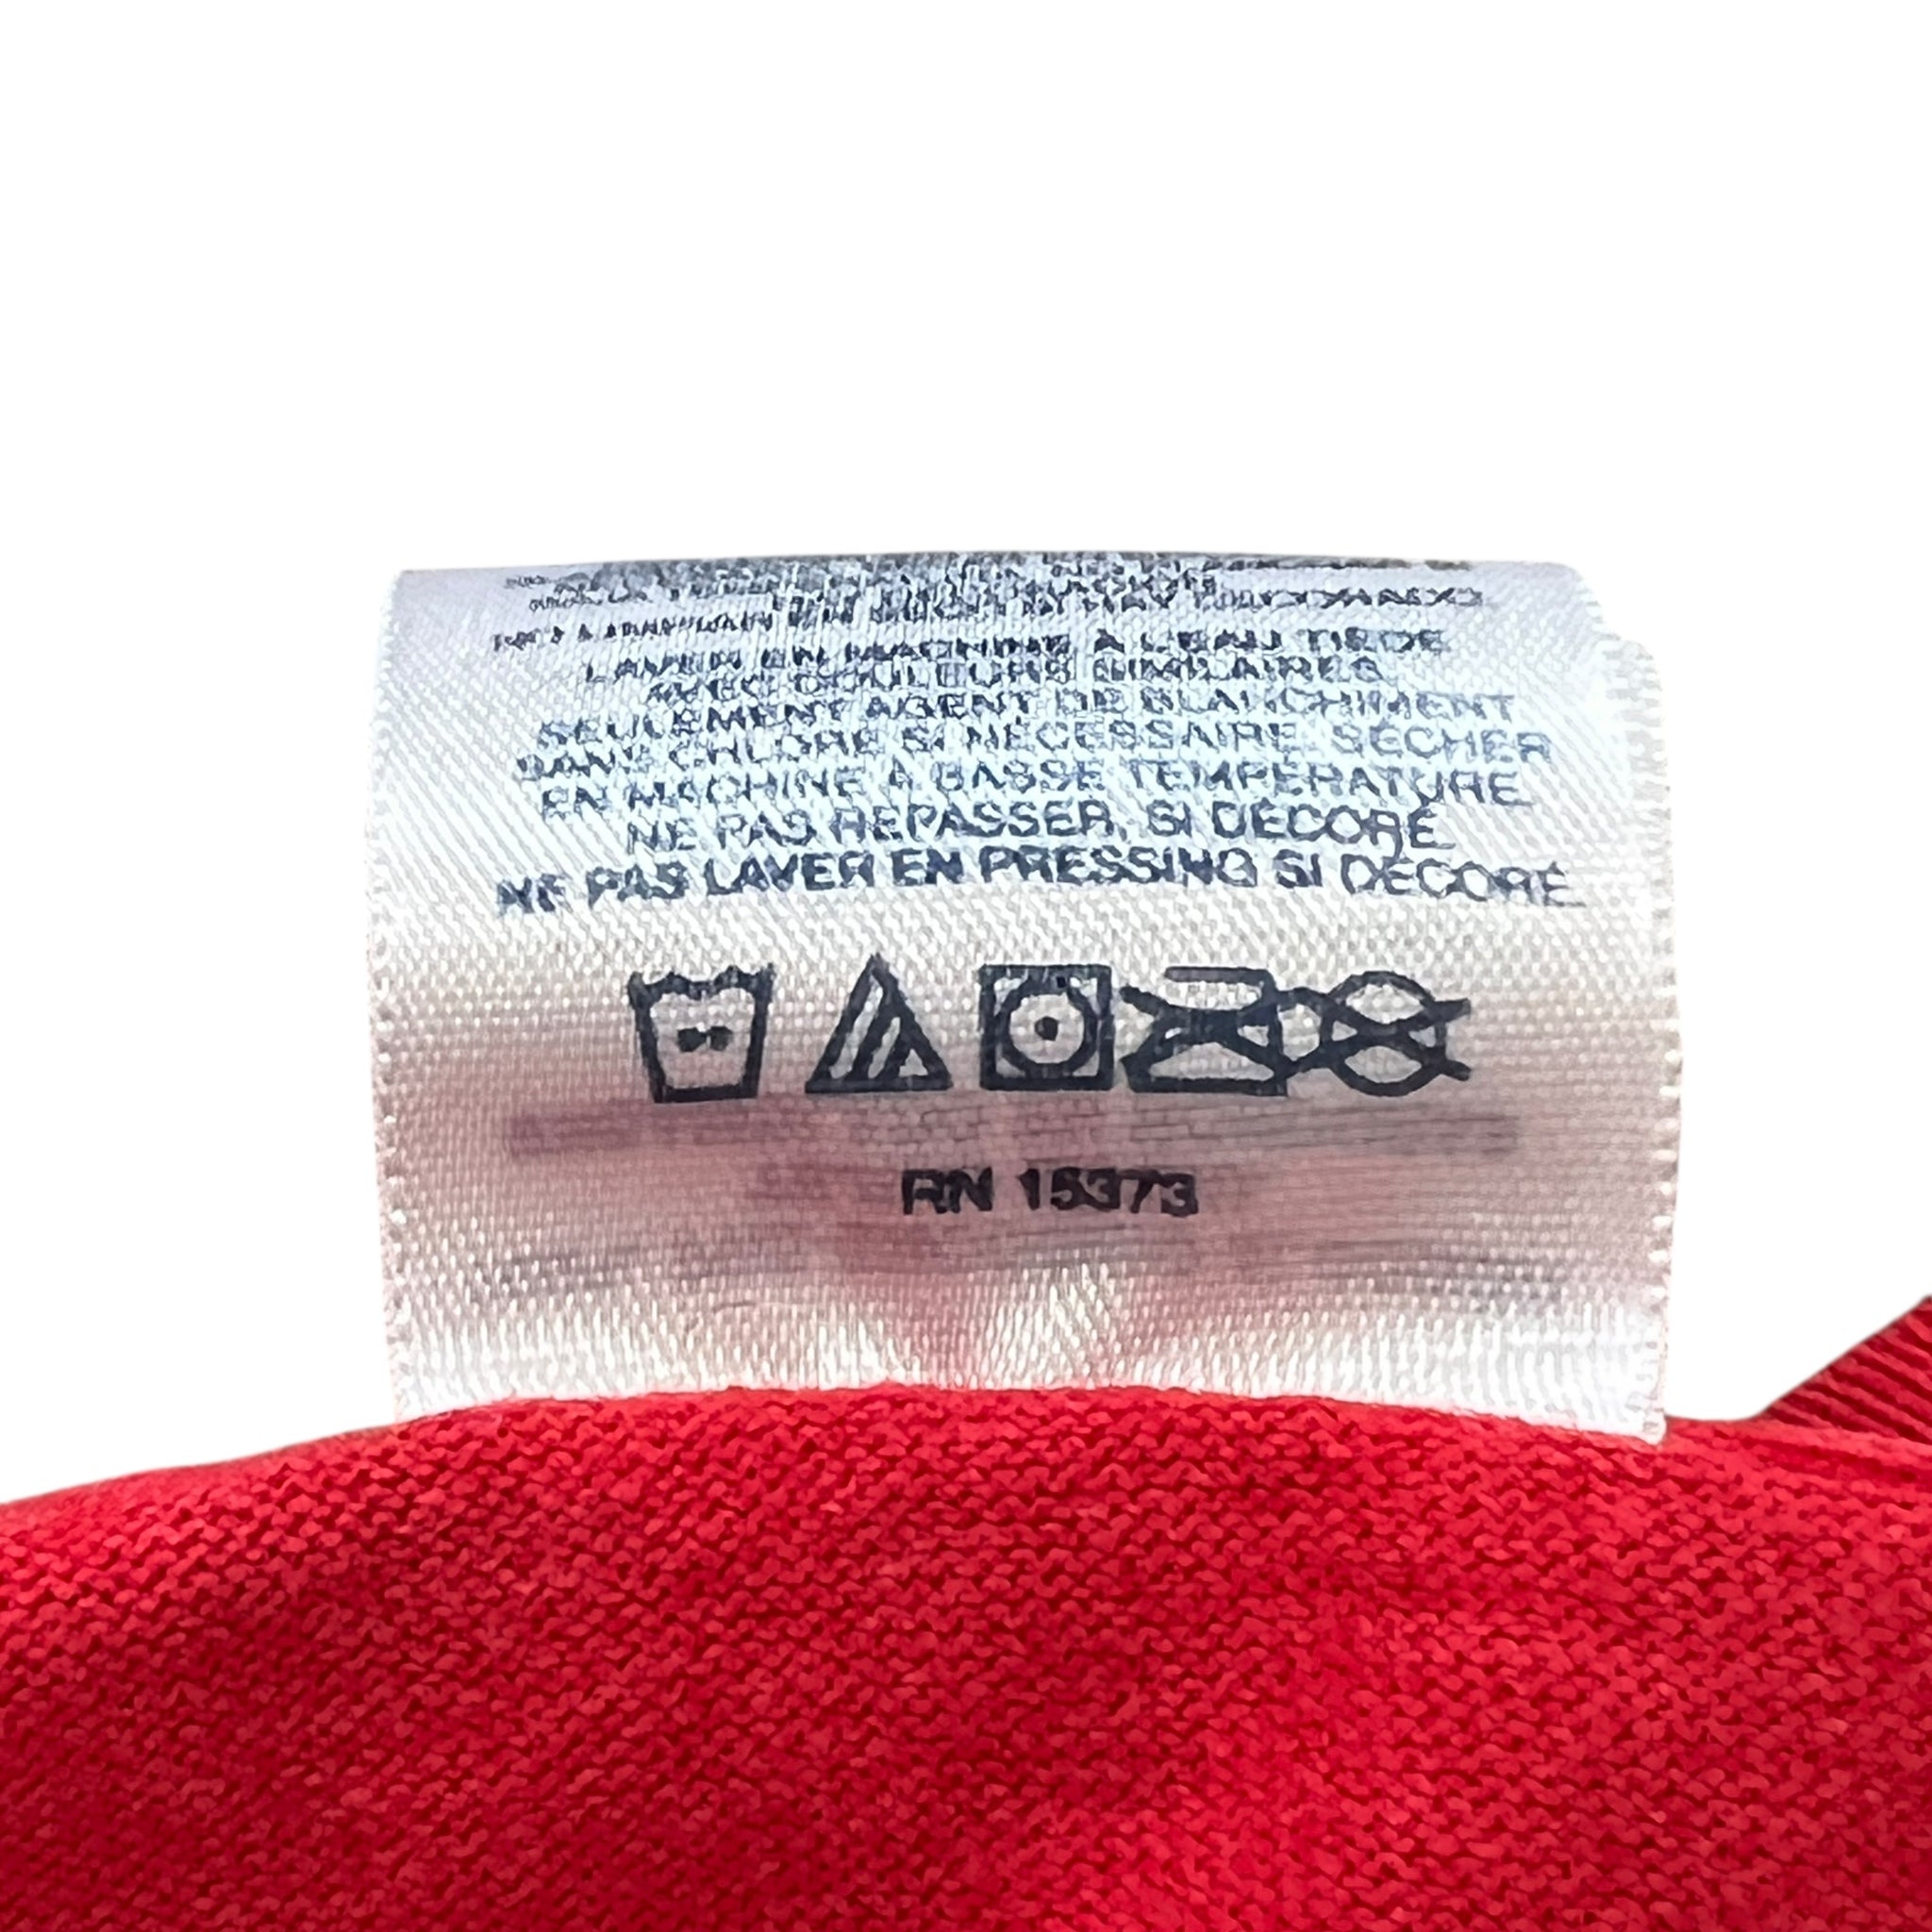 LAVER EN MACHINE À L'EAU TIÈDE
AVEC COULEURS SIMILAIRES
SEULEMENT AGENT DE BLANCHIMENT
SANS CHLORE SI NÉCESSAIRE. SÉCHER
EN MACHINE À BASSE TEMPÉRATURE
NE PAS REPASSER, SI DÉCORÉ
NE PAS LAVER EN PRESSING SI DÉCORÉ
RN 15373